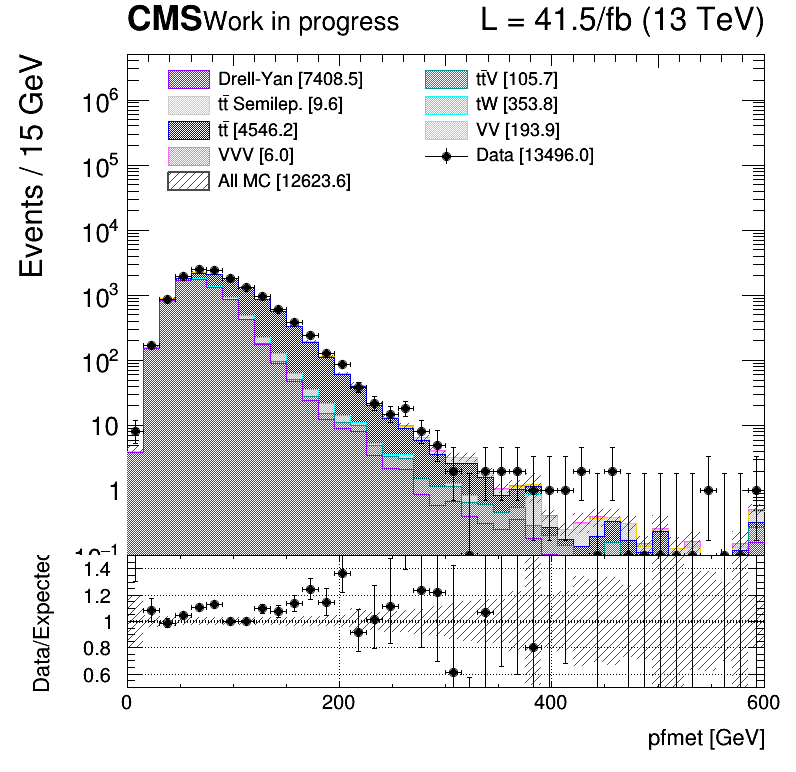 CMS Work in progress L = 41.5/fb (13 TeV)
Events / 15 GeV
Drell-Yan [7408.5] tt̄V [105.7]
tt̄ Semilep. [9.6] tW [353.8]
tt̄ [4546.2] VV [193.9]
VVV [6.0] Data [13496.0]
All MC [12623.6]
10⁶
10⁵
10⁴
10³
10²
10
1
10⁻¹
Data/Expected
1.4
1.2
1
0.8
0.6
0 200 400 600
pfmet [GeV]